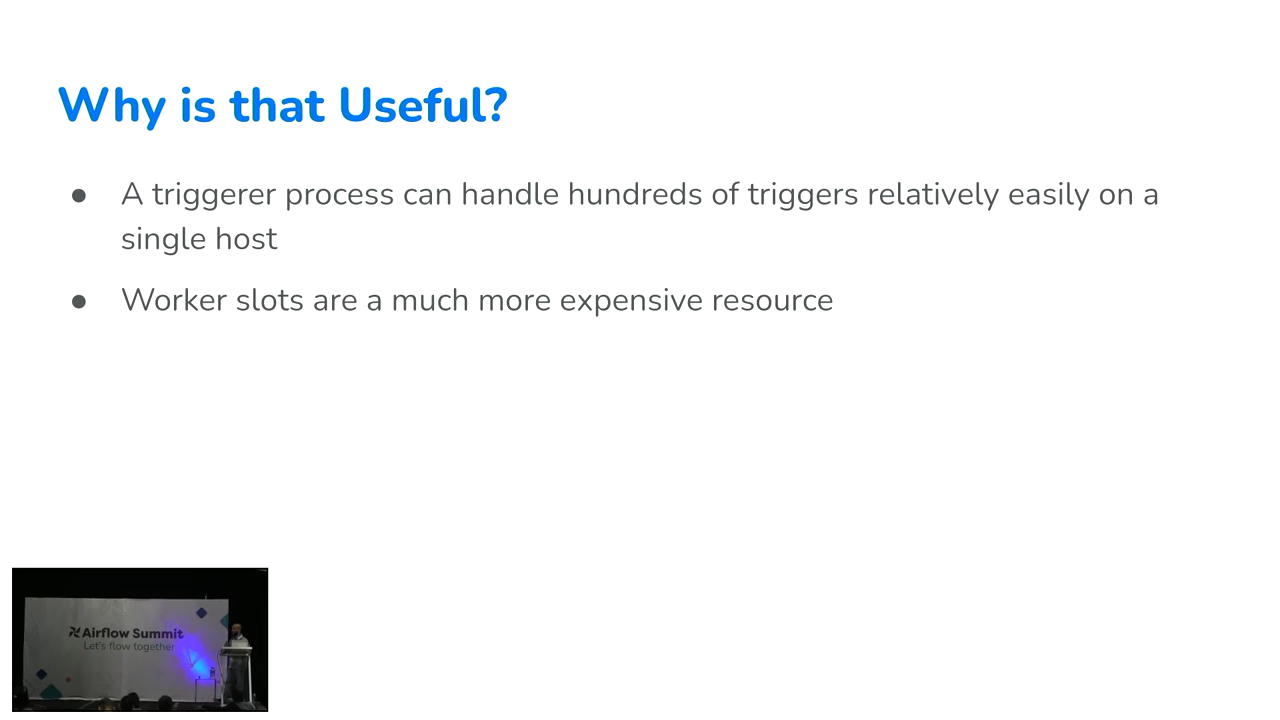 Why is that Useful?
● A triggerer process can handle hundreds of triggers relatively easily on a
single host
● Worker slots are a much more expensive resource
Airflow Summit
Let's flow together